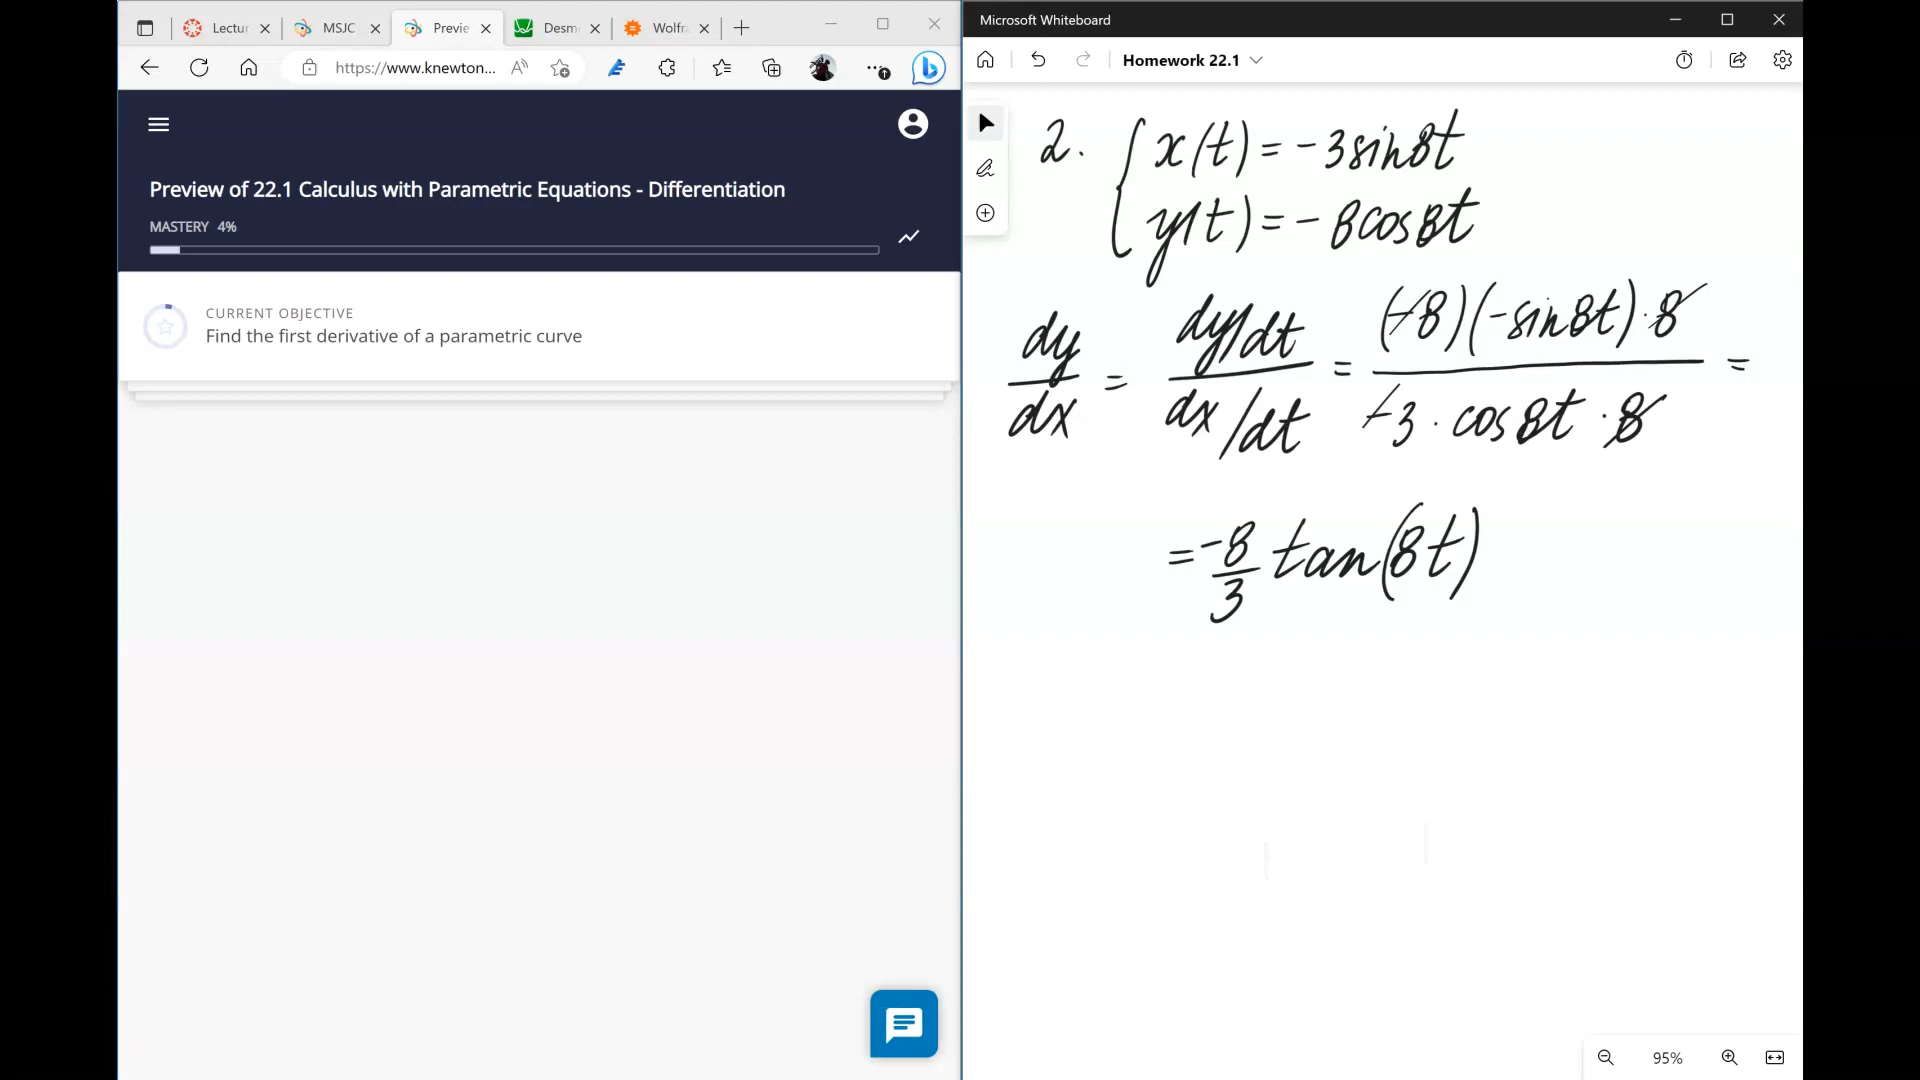 Lectur
MSJC
Previe
Desm
Wolfra
https://www.knewton...
Preview of 22.1 Calculus with Parametric Equations - Differentiation
MASTERY 4%
CURRENT OBJECTIVE
Find the first derivative of a parametric curve
Microsoft Whiteboard
Homework 22.1
2. { x(t) = -3sin8t
y(t) = -8cos8t
dy/dx = (dy/dt)/(dx/dt) = ((-8)(-sin8t)·8)/(-3·cos8t·8) =
= -8/3 tan(8t)
95%